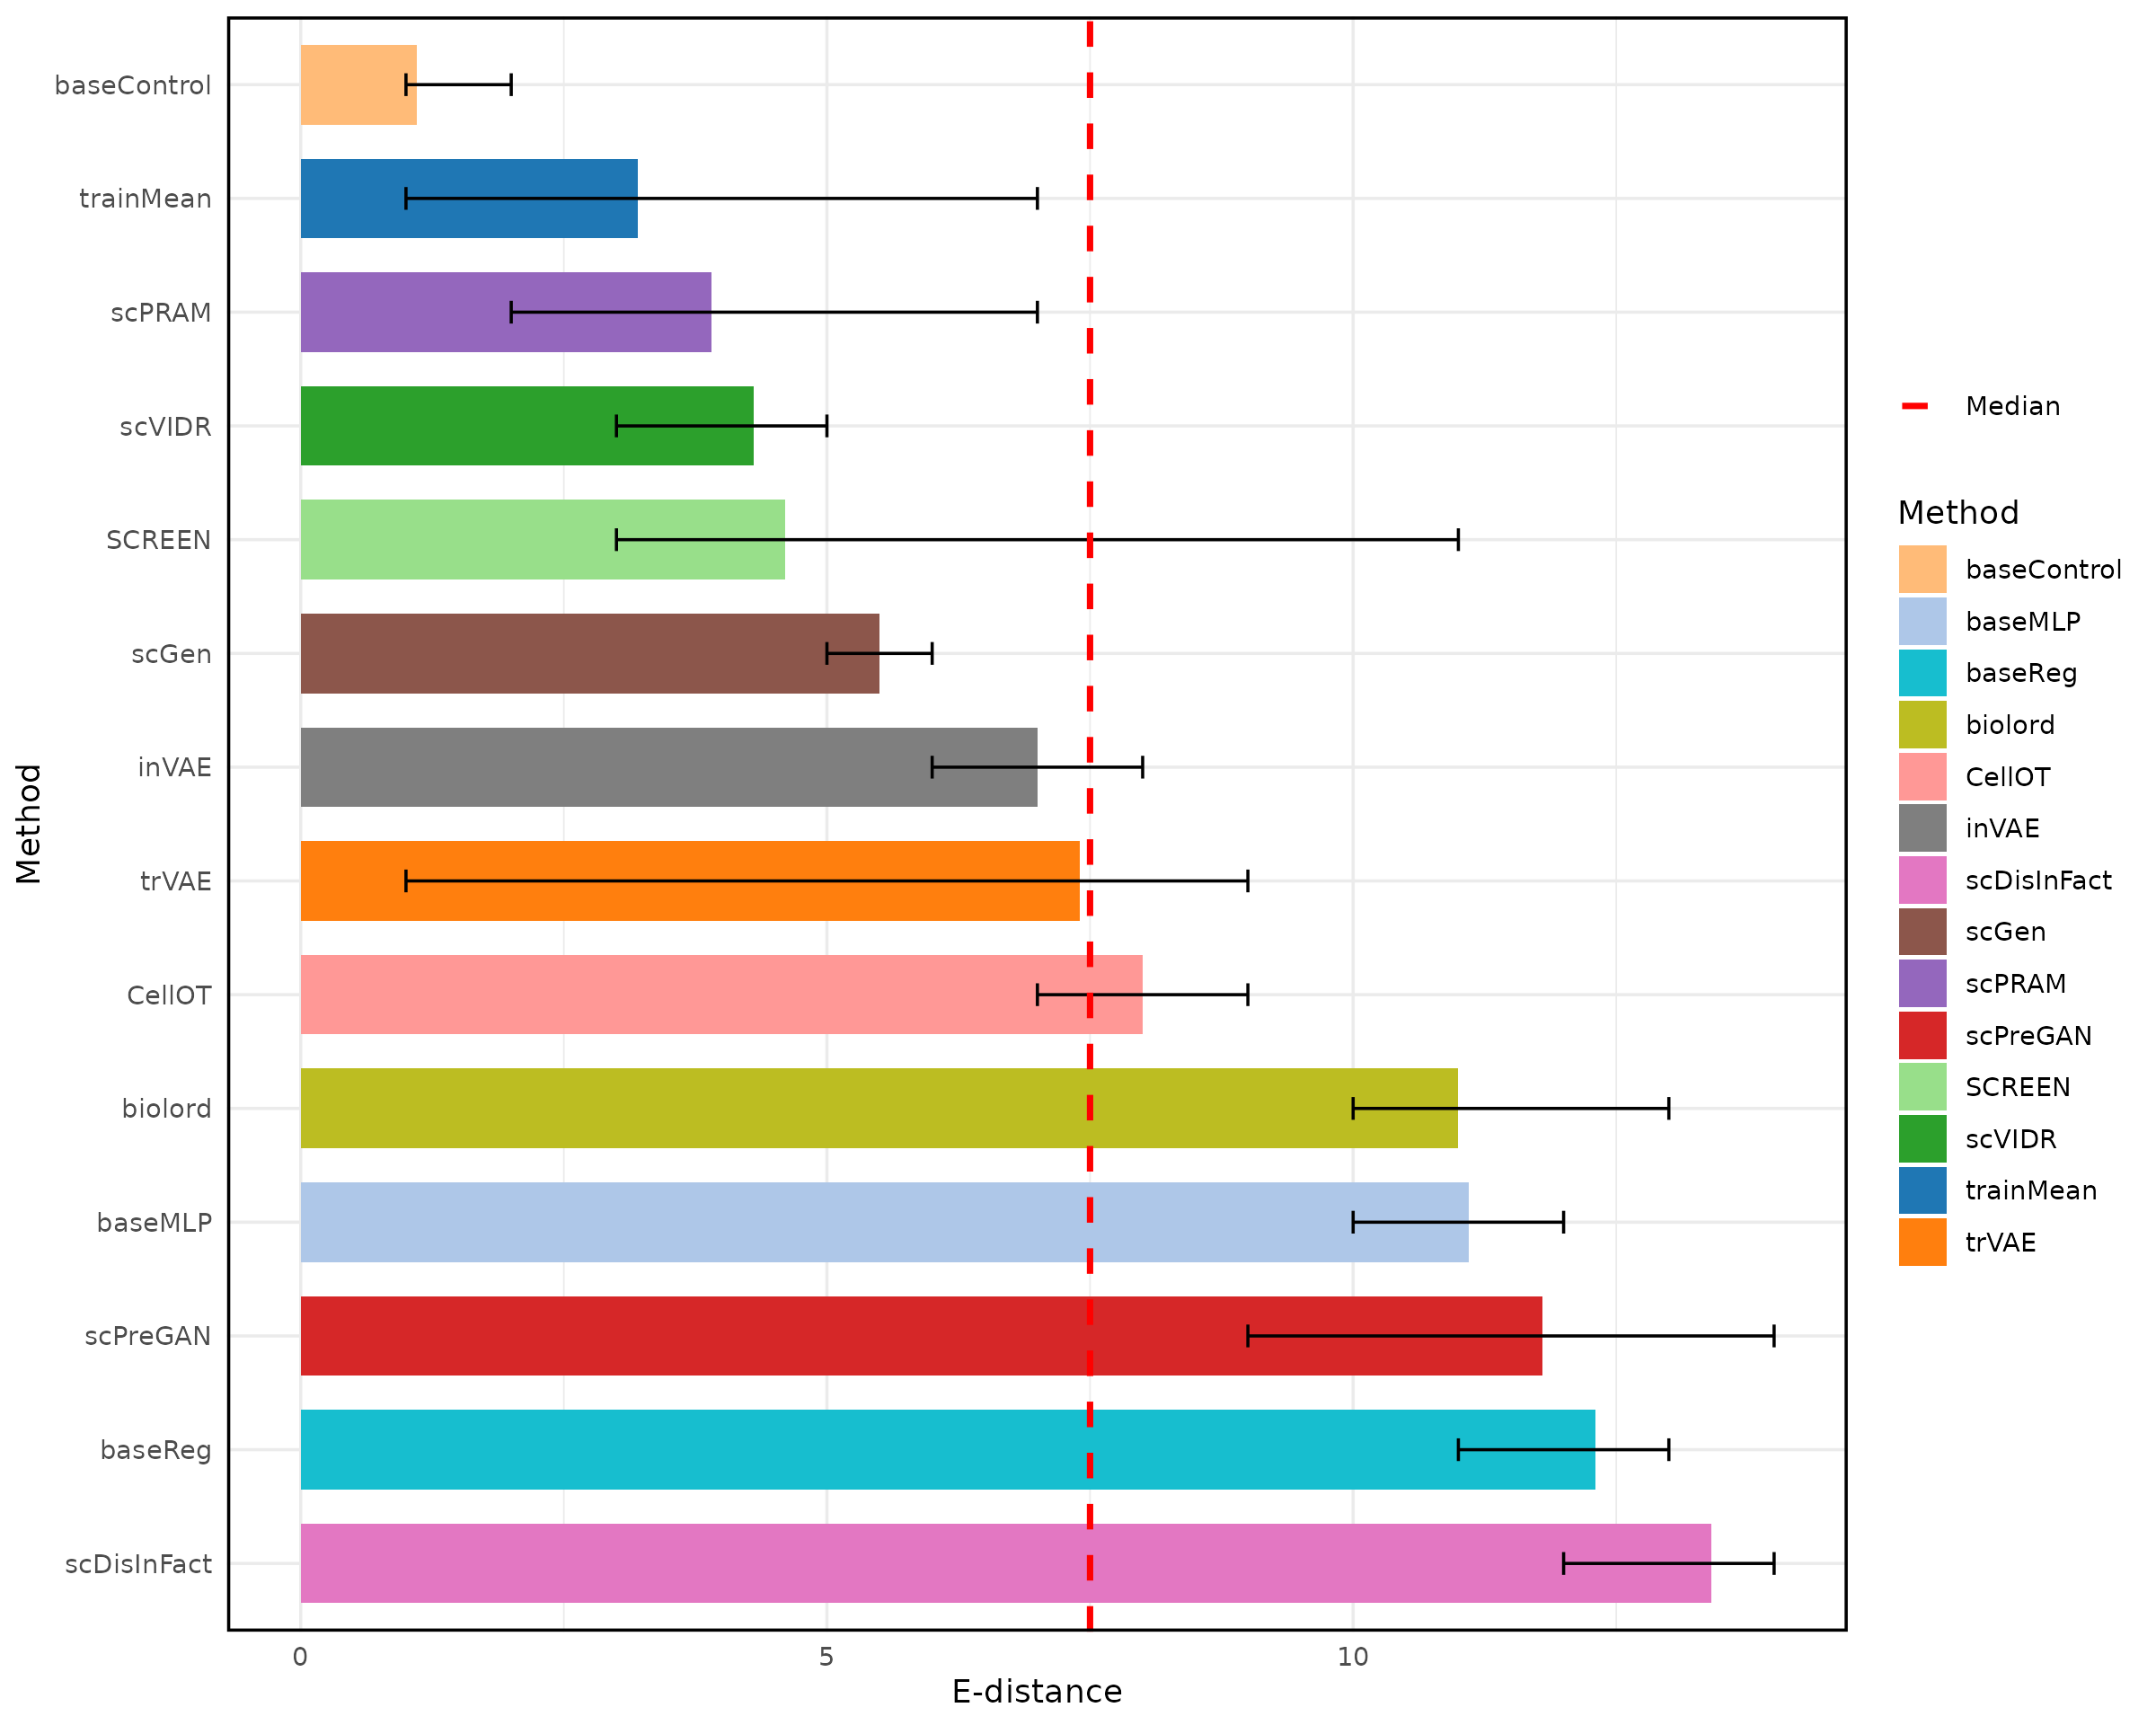 baseControl
trainMean
scPRAM
scVIDR
SCREEN
scGen
inVAE
trVAE
CellOT
biolord
baseMLP
scPreGAN
baseReg
scDisInFact
Method
0 5 10
E-distance
Median
Method
baseControl
baseMLP
baseReg
biolord
CellOT
inVAE
scDisInFact
scGen
scPRAM
scPreGAN
SCREEN
scVIDR
trainMean
trVAE